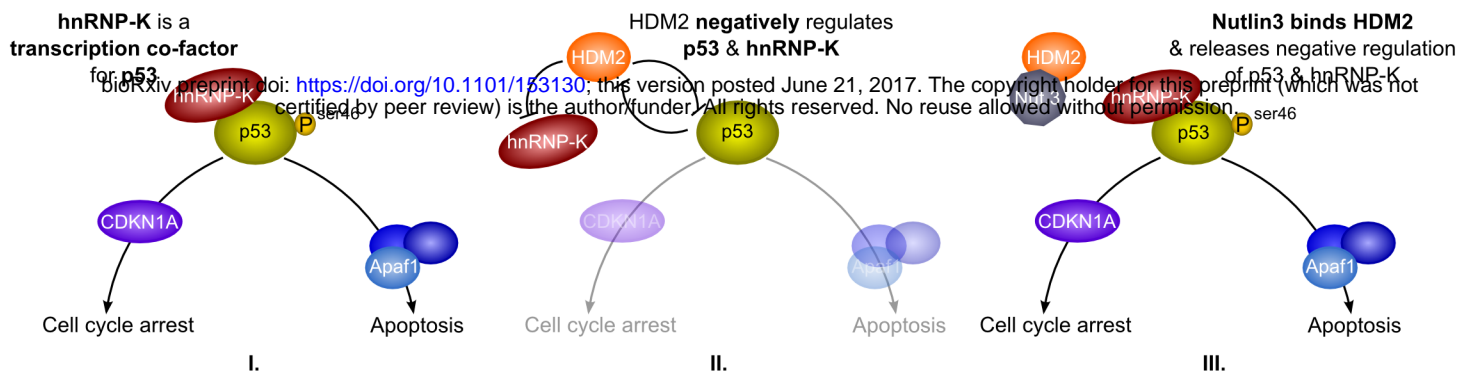 hnRNP-K is a
transcription co-factor
for p53
HDM2 negatively regulates
p53 & hnRNP-K
Nutlin3 binds HDM2
& releases negative regulation
of p53 & hnRNP-K
bioRxiv preprint doi: https://doi.org/10.1101/153130; this version posted June 21, 2017. The copyright holder for this preprint (which was not
certified by peer review) is the author/funder. All rights reserved. No reuse allowed without permission.
hnRNP-K
p53
P
ser46
CDKN1A
Apaf1
Cell cycle arrest
Apoptosis
I.
HDM2
hnRNP-K
p53
CDKN1A
Apaf1
Cell cycle arrest
Apoptosis
II.
HDM2
hnRNP-K
p53
P
ser46
CDKN1A
Apaf1
Cell cycle arrest
Apoptosis
III.